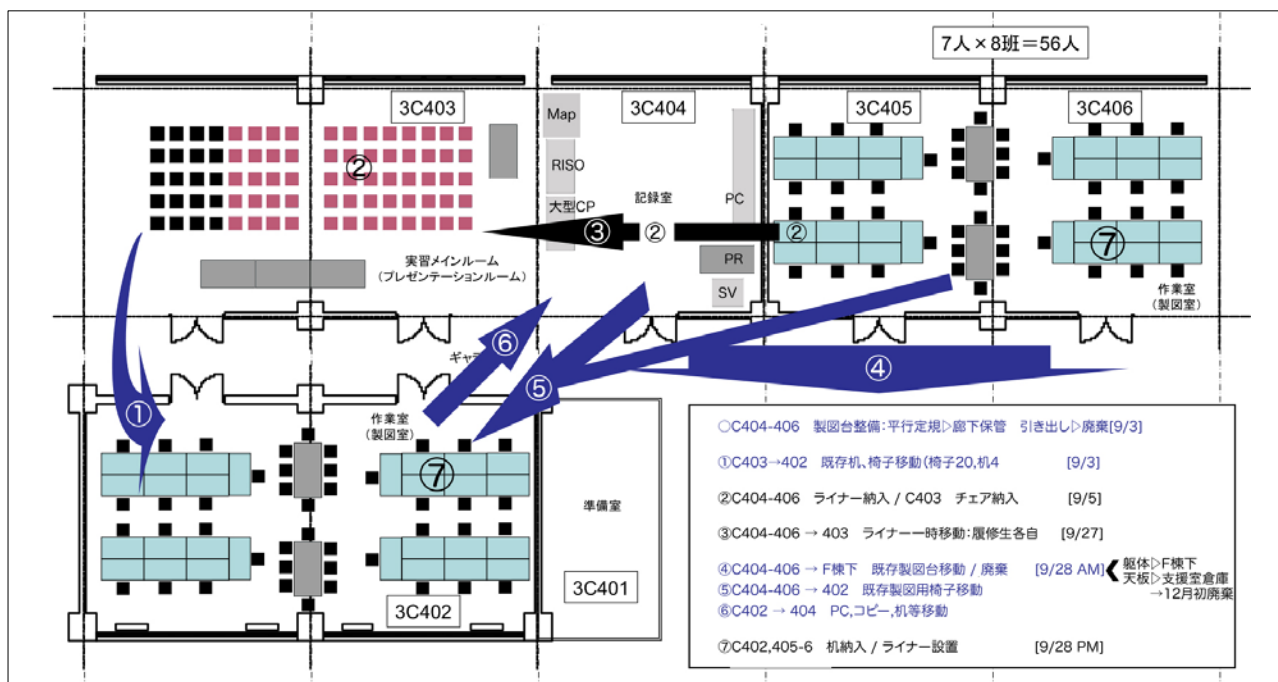 7人×8班＝56人
3C403
3C404
3C405
3C406
Map
RISO
大型CP
記録室
PC
PR
SV
②
③
②
②
⑦
実習メインルーム
（プレゼンテーションルーム）
作業室
（製図室）
⑥
⑤
④
①
作業室
（製図室）
⑦
準備室
3C402
3C401
○C404-406 製図台整備：平行定規▷廊下保管 引き出し▷廃棄[9/3]
①C403→402 既存机、椅子移動（椅子20,机4 [9/3]
②C404-406 ライナー納入 / C403 チェア納入 [9/5]
③C404-406 → 403 ライナー一時移動：履修生各自 [9/27]
④C404-406 → F棟下 既存製図台移動 / 廃棄 [9/28 AM]
躯体▷F棟下
天板▷支援室倉庫
→12月初廃棄
⑤C404-406 → 402 既存製図用椅子移動
⑥C402 → 404 PC,コピー,机等移動
⑦C402,405-6 机納入 / ライナー設置 [9/28 PM]